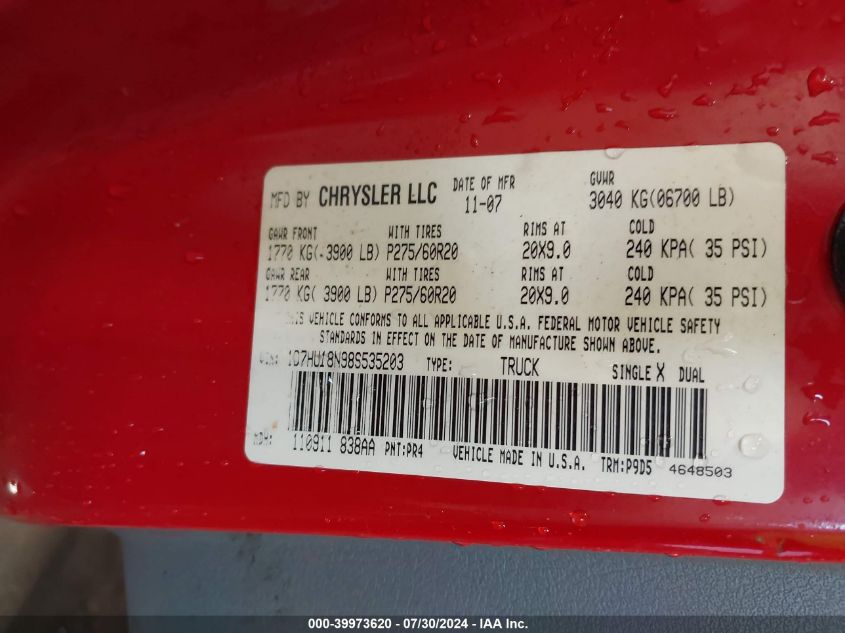 MFD BY CHRYSLER LLC DATE OF MFR 11-07 GVWR 3040 KG(06700 LB)
GAWR FRONT WITH TIRES RIMS AT COLD
1770 KG( 3900 LB) P275/60R20 20X9.0 240 KPA( 35 PSI)
GAWR REAR WITH TIRES RIMS AT COLD
1770 KG( 3900 LB) P275/60R20 20X9.0 240 KPA( 35 PSI)
THIS VEHICLE CONFORMS TO ALL APPLICABLE U.S.A. FEDERAL MOTOR VEHICLE SAFETY
STANDARDS IN EFFECT ON THE DATE OF MANUFACTURE SHOWN ABOVE.
VIN: 1D7HU18N98S535203 TYPE: TRUCK SINGLE X DUAL
MDH: 110911 838AA PNT:PR4 VEHICLE MADE IN U.S.A. TRM:P9D5 4648503
000-39973620 / 07/30/2024 - IAA Inc.